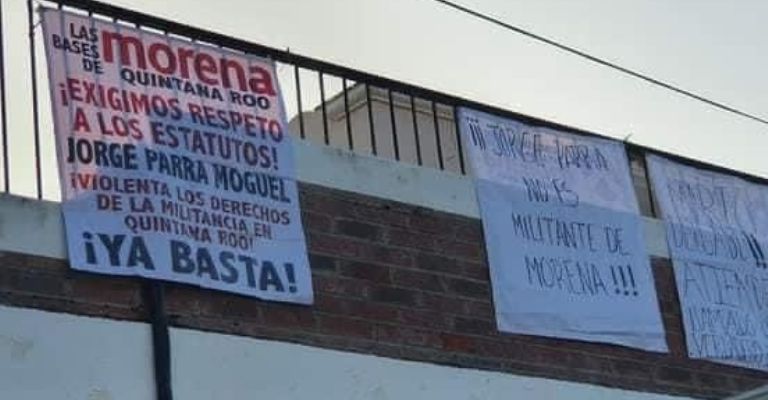 LAS
BASES
DE
morena
QUINTANA ROO
¡EXIGIMOS RESPETO
A LOS ESTATUTOS!
JORGE PARRA MOGUEL
¡VIOLENTA LOS DERECHOS
DE LA MILITANCIA EN
QUINTANA ROO!
¡YA BASTA!
¡¡¡ JORGE PARRA
NO ES
MILITANTE DE
MORENA !!!